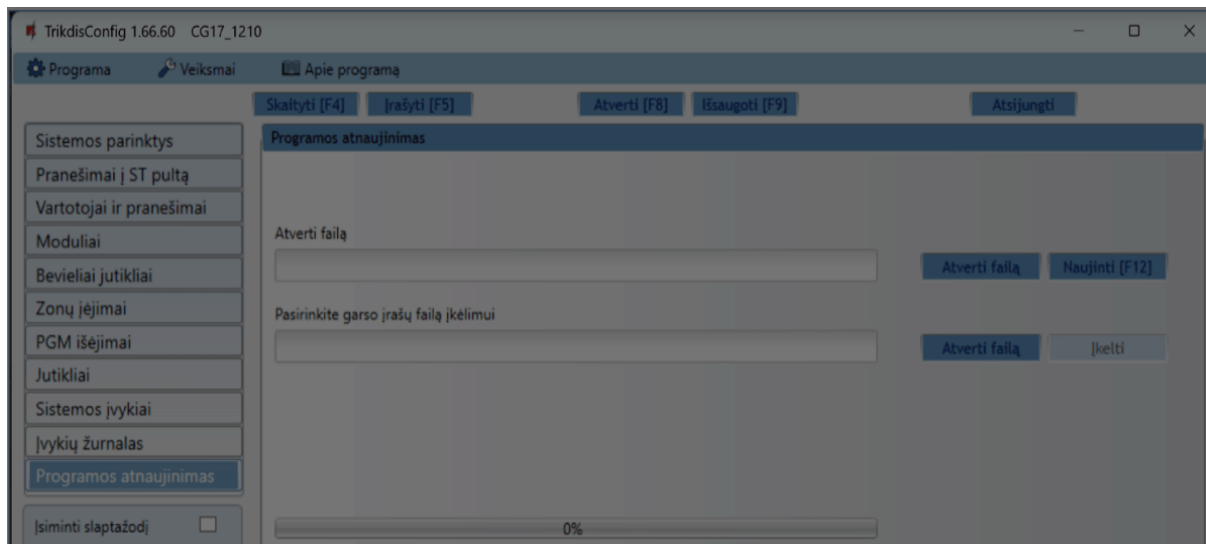 TrikdisConfig 1.66.60 CG17_1210
Programa Veiksmai Apie programą
Skaityti [F4] Įrašyti [F5] Atverti [F8] Išsaugoti [F9] Atsijungti
Sistemos parinktys
Pranešimai į ST pultą
Vartotojai ir pranešimai
Moduliai
Bevieliai jutikliai
Zonų įėjimai
PGM išėjimai
Jutikliai
Sistemos įvykiai
Įvykių žurnalas
Programos atnaujinimas
Įsiminti slaptažodį
Programos atnaujinimas
Atverti failą
Atverti failą Naujinti [F12]
Pasirinkite garso įrašų failą įkėlimui
Atverti failą Įkelti
0%